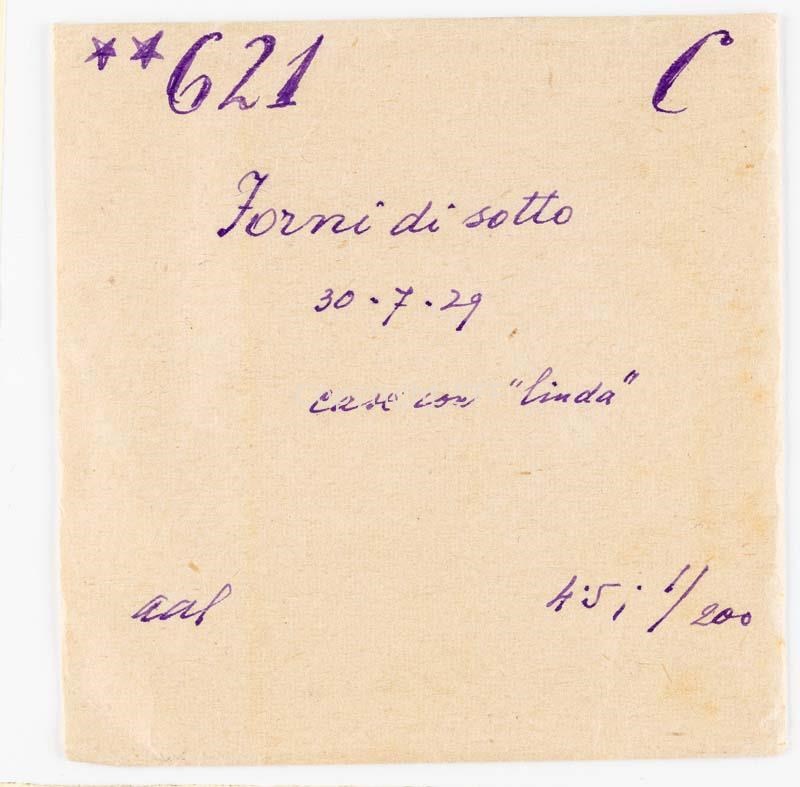 **621 C
Forni di sotto
30.7.29
case con "linda"
aal 4.5; 1/200